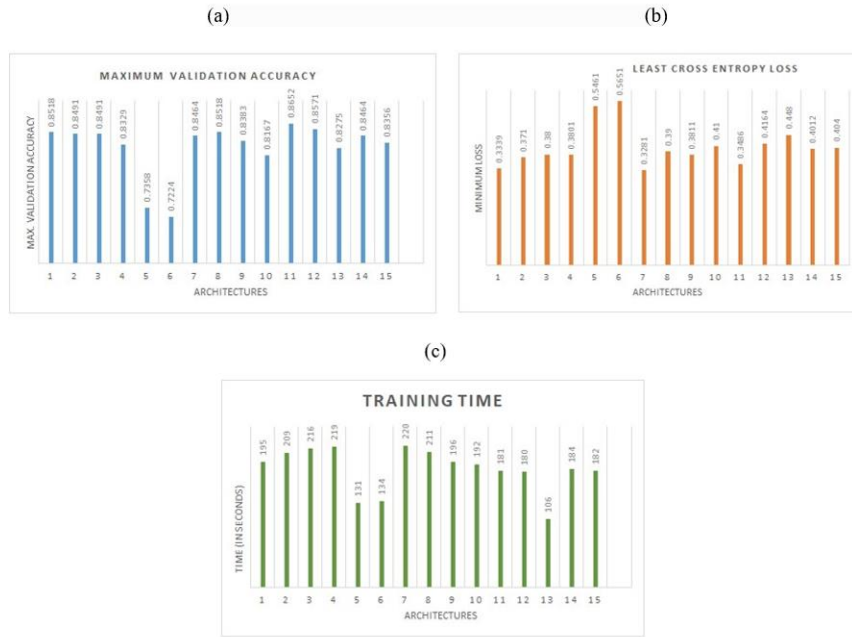 (a)
MAXIMUM VALIDATION ACCURACY
MAX. VALIDATION ACCURACY
0.8518 0.8491 0.8491 0.8329 0.7358 0.7224 0.8464 0.8518 0.8383 0.8167 0.8652 0.8571 0.8275 0.8464 0.8356
1 2 3 4 5 6 7 8 9 10 11 12 13 14 15
ARCHITECTURES
(b)
LEAST CROSS ENTROPY LOSS
MINIMUM LOSS
0.3339 0.371 0.38 0.3801 0.5461 0.5651 0.3281 0.39 0.3811 0.41 0.3486 0.4164 0.448 0.4012 0.404
1 2 3 4 5 6 7 8 9 10 11 12 13 14 15
ARCHITECTURES
(c)
TRAINING TIME
TIME (INSECONDS)
195 209 216 219 131 134 220 211 196 192 181 180 106 184 182
1 2 3 4 5 6 7 8 9 10 11 12 13 14 15
ARCHITECTURES